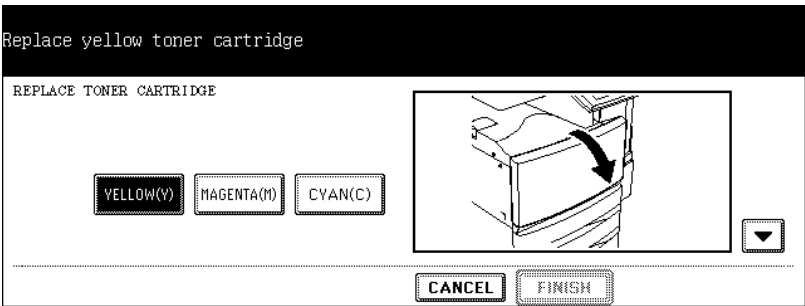 Replace yellow toner cartridge
REPLACE TONER CARTRIDGE
YELLOW(Y) MAGENTA(M) CYAN(C)
CANCEL FINISH